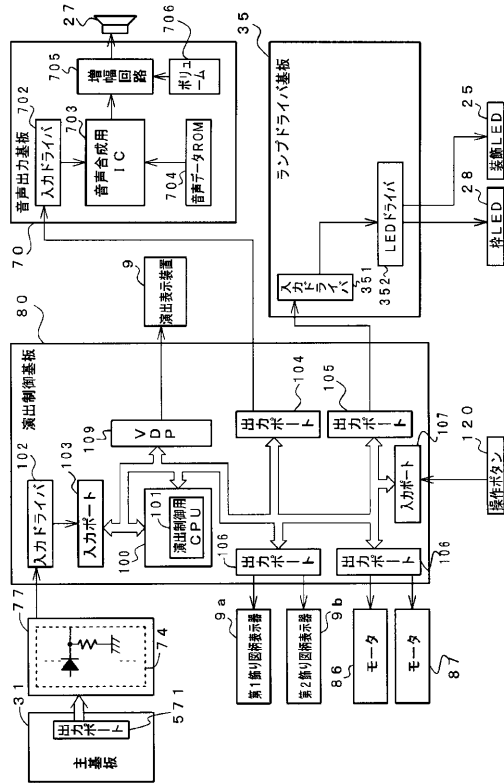 31
主基板
出力ポート
571
77
74
80
演出制御基板
102
入力ドライバ
103
入力ポート
100
101
演出制御用
CPU
109
VDP
9
演出表示装置
104
出力ポート
105
出力ポート
106
出力ポート
出力ポート
106
107
入力ポート
120
操作ボタン
9a
第1飾り図柄表示器
9b
第2飾り図柄表示器
86
モータ
モータ
87
70
音声出力基板
702
入力ドライバ
703
音声合成用
IC
704
音声データROM
705
増幅
回路
706
ボリューム
27
35
ランプドライバ基板
351
入力
ドライバ
352
LEDドライバ
25
装飾LED
28
枠LED